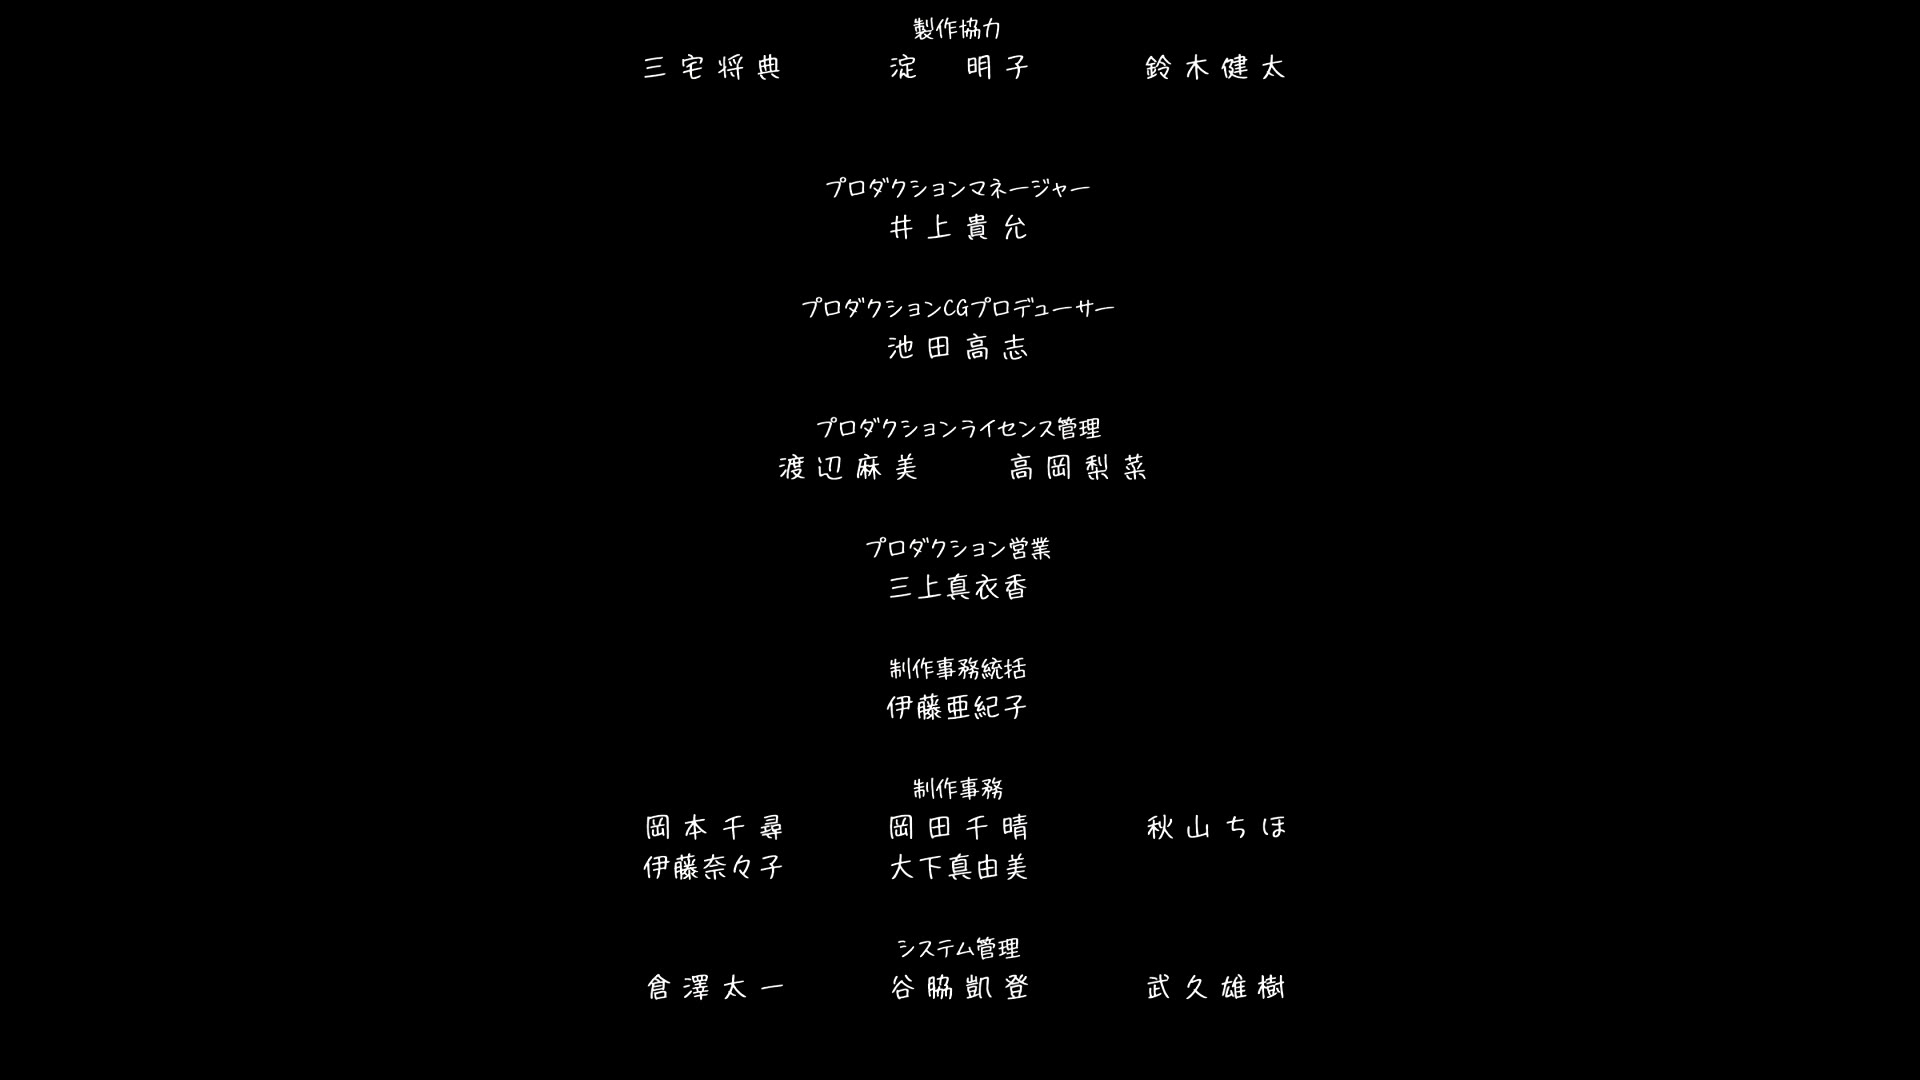 製作協力
三宅将典 淀 明子 鈴木健太
プロダクションマネージャー
井上貴允
プロダクションCGプロデューサー
池田高志
プロダクションライセンス管理
渡辺麻美 高岡梨菜
プロダクション営業
三上真衣香
制作事務統括
伊藤亜紀子
制作事務
岡本千尋 岡田千晴 秋山ちほ
伊藤奈々子 大下真由美
システム管理
倉澤太一 谷脇凱登 武久雄樹